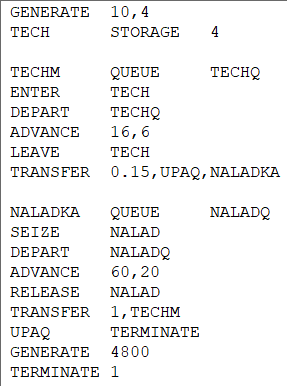 GENERATE 10,4
TECH STORAGE 4
TECHM QUEUE TECHQ
ENTER TECH
DEPART TECHQ
ADVANCE 16,6
LEAVE TECH
TRANSFER 0.15,UPAQ,NALADKA
NALADKA QUEUE NALADQ
SEIZE NALAD
DEPART NALADQ
ADVANCE 60,20
RELEASE NALAD
TRANSFER 1,TECHM
UPAQ TERMINATE
GENERATE 4800
TERMINATE 1